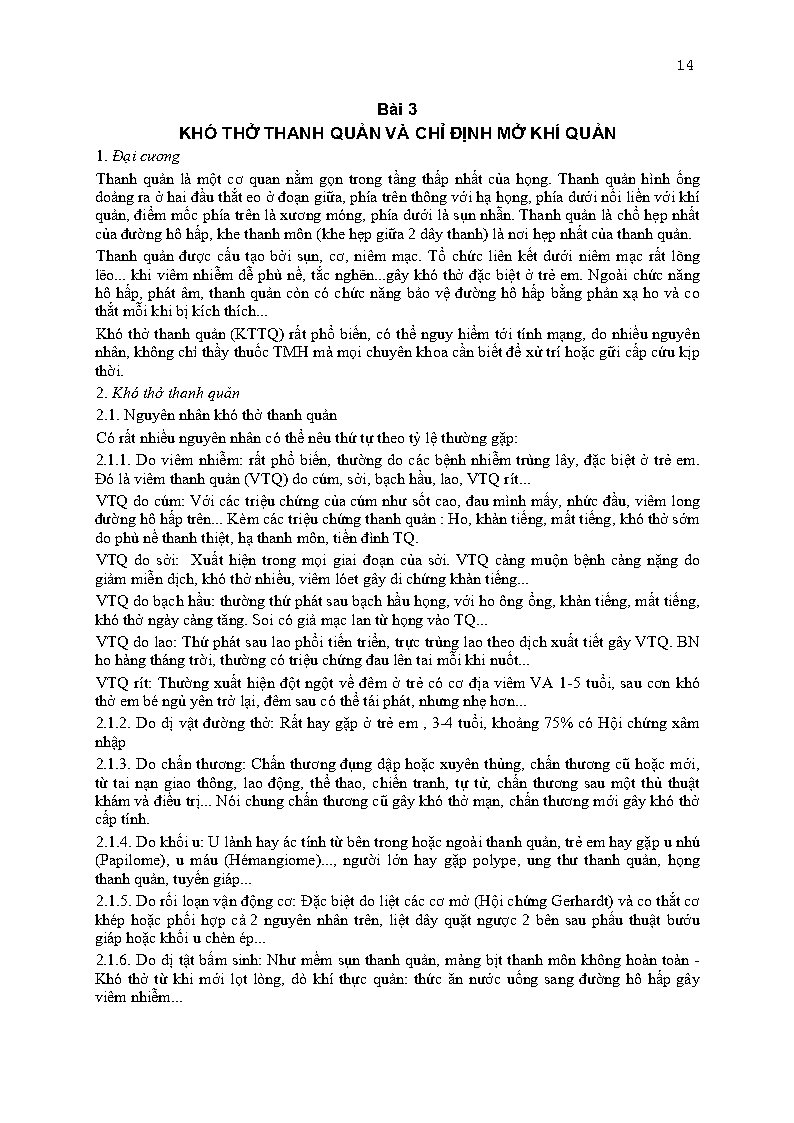 14
Bài 3
KHÓ THỞ THANH QUẢN VÀ CHỈ ĐỊNH MỞ KHÍ QUẢN
1. Đại cương
Thanh quản là một cơ quan nằm gọn trong tầng thấp nhất của họng. Thanh quản hình ống
doảng ra ở hai đầu thắt eo ở đoạn giữa, phía trên thông với hạ họng, phía dưới nối liền với khí
quản, điểm mốc phía trên là xương móng, phía dưới là sụn nhẫn. Thanh quản là chổ hẹp nhất
của đường hô hấp, khe thanh môn (khe hẹp giữa 2 dây thanh) là nơi hẹp nhất của thanh quản.
Thanh quản được cấu tạo bởi sụn, cơ, niêm mạc. Tổ chức liên kết dưới niêm mạc rất lõng
lẽo... khi viêm nhiễm dễ phù nề, tắc nghẽn...gây khó thở đặc biệt ở trẻ em. Ngoài chức năng
hô hấp, phát âm, thanh quản còn có chức năng bảo vệ đường hô hấp bằng phản xạ ho và co
thắt mỗi khi bị kích thích...
Khó thở thanh quản (KTTQ) rất phổ biến, có thể nguy hiểm tới tính mạng, do nhiều nguyên
nhân, không chỉ thầy thuốc TMH mà mọi chuyên khoa cần biết để xử trí hoặc gữi cấp cứu kịp
thời.
2. Khó thở thanh quản
2.1. Nguyên nhân khó thở thanh quản
Có rất nhiều nguyên nhân có thể nêu thứ tự theo tỷ lệ thường gặp:
2.1.1. Do viêm nhiễm: rất phổ biến, thường do các bệnh nhiễm trùng lây, đặc biệt ở trẻ em.
Đó là viêm thanh quản (VTQ) do cúm, sởi, bạch hầu, lao, VTQ rít...
VTQ do cúm: Với các triệu chứng của cúm như sốt cao, đau mình mẩy, nhức đầu, viêm long
đường hô hấp trên... Kèm các triệu chứng thanh quản : Ho, khàn tiếng, mất tiếng, khó thở sớm
do phù nề thanh thiệt, hạ thanh môn, tiền đình TQ.
VTQ do sởi:  Xuất hiện trong mọi giai đoạn của sởi. VTQ càng muộn bệnh càng nặng do
giảm miễn dịch, khó thở nhiều, viêm lóet gây di chứng khàn tiếng...
VTQ do bạch hầu: thường thứ phát sau bạch hầu họng, với ho ông ổng, khàn tiếng, mất tiếng,
khó thở ngày càng tăng. Soi có giả mạc lan từ họng vào TQ...
VTQ do lao: Thứ phát sau lao phổi tiến triển, trực trùng lao theo dịch xuất tiết gây VTQ. BN
ho hàng tháng trời, thường có triệu chứng đau lên tai mỗi khi nuốt...
VTQ rít: Thường xuất hiện đột ngột về đêm ở trẻ có cơ địa viêm VA 1-5 tuổi, sau cơn khó
thở em bé ngủ yên trở lại, đêm sau có thể tái phát, nhưng nhẹ hơn...
2.1.2. Do dị vật đường thở: Rất hay gặp ở trẻ em , 3-4 tuổi, khoảng 75% có Hội chứng xâm
nhập
2.1.3. Do chấn thương: Chấn thương đụng dập hoặc xuyên thủng, chấn thương cũ hoặc mới,
từ tai nạn giao thông, lao động, thể thao, chiến tranh, tự tử, chấn thương sau một thủ thuật
khám và điều trị... Nói chung chấn thương cũ gây khó thở mạn, chấn thương mới gây khó thở
cấp tính.
2.1.4. Do khối u: U lành hay ác tính từ bên trong hoặc ngoài thanh quản, trẻ em hay gặp u nhú
(Papilome), u máu (Hémangiome)..., người lớn hay gặp polype, ung thư thanh quản, họng
thanh quản, tuyến giáp...
2.1.5. Do rối loạn vận động cơ: Đặc biệt do liệt các cơ mở (Hội chứng Gerhardt) và co thắt cơ
khép hoặc phối hợp cả 2 nguyên nhân trên, liệt dây quặt ngược 2 bên sau phẩu thuật bướu
giáp hoặc khối u chèn ép...
2.1.6. Do dị tật bẩm sinh: Như mềm sụn thanh quản, màng bịt thanh môn không hoàn toàn -
Khó thở từ khi mới lọt lòng, dò khí thực quản: thức ăn nước uống sang đường hô hấp gây
viêm nhiễm...